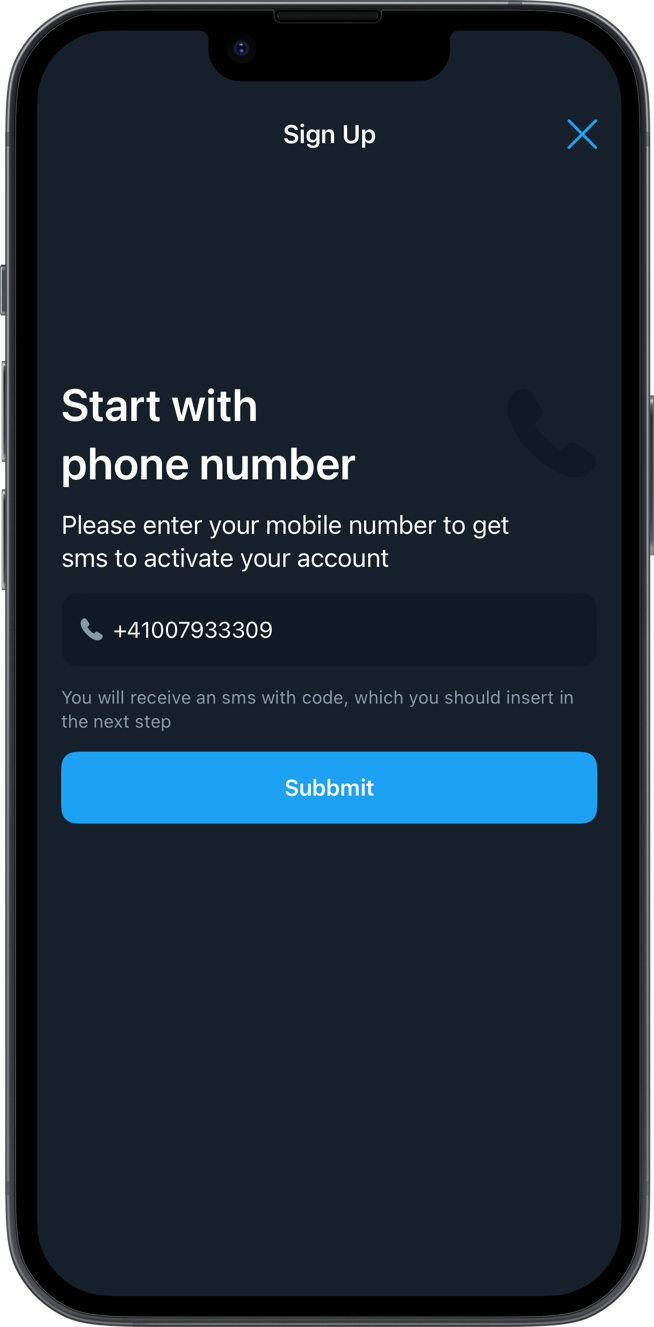 Sign Up
Start with
phone number
Please enter your mobile number to get
sms to activate your account
+41007933309
You will receive an sms with code, which you should insert in
the next step
Subbmit